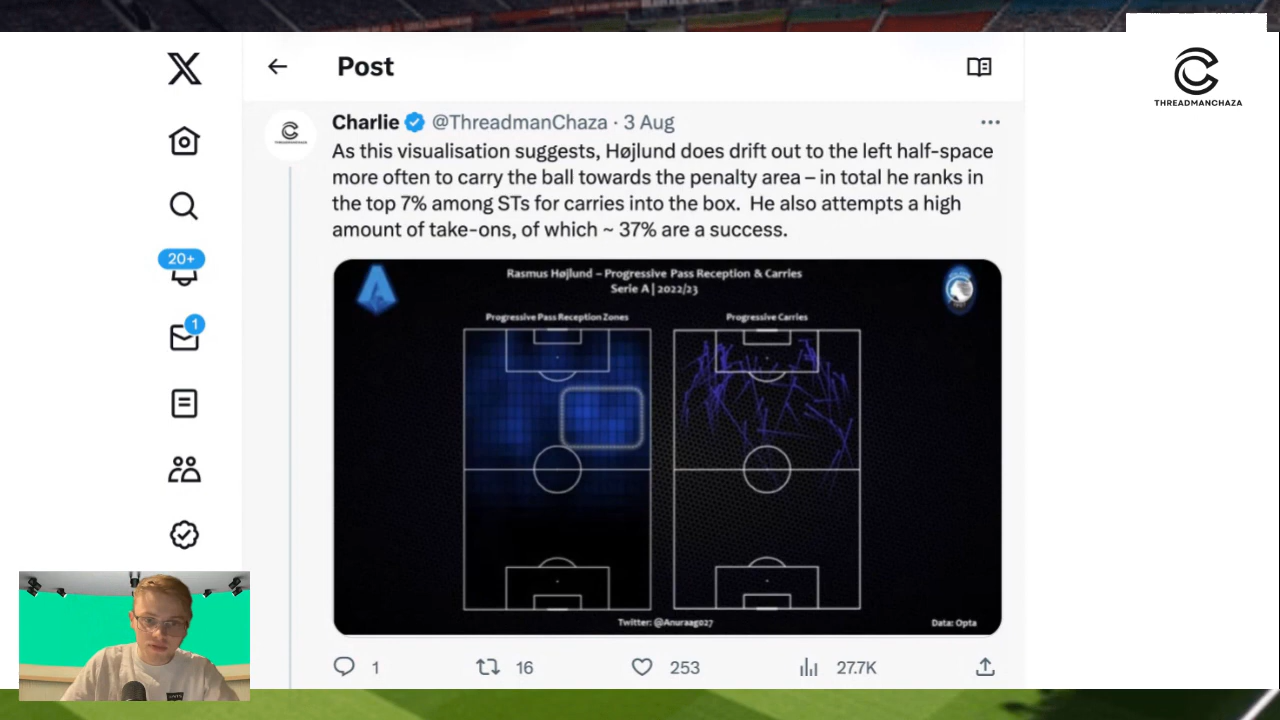 Post
THREADMANCHAZA
Charlie @ThreadmanChaza · 3 Aug
As this visualisation suggests, Højlund does drift out to the left half-space
more often to carry the ball towards the penalty area – in total he ranks in
the top 7% among STs for carries into the box. He also attempts a high
amount of take-ons, of which ~ 37% are a success.
20+
1
Rasmus Højlund – Progressive Pass Reception & Carries
Serie A | 2022/23
Progressive Pass Reception Zones
Progressive Carries
Twitter: @Anuraag027
Data: Opta
1
16
253
27.7K